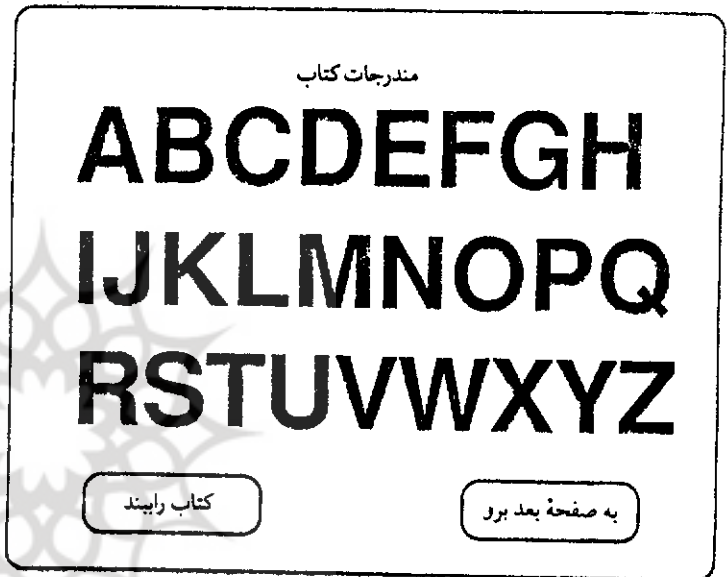 مندرجات کتاب
ABCDEFGH
IJKLMNOPQ
RSTUVWXYZ
به صفحهٔ بعد برو
کتاب راببند